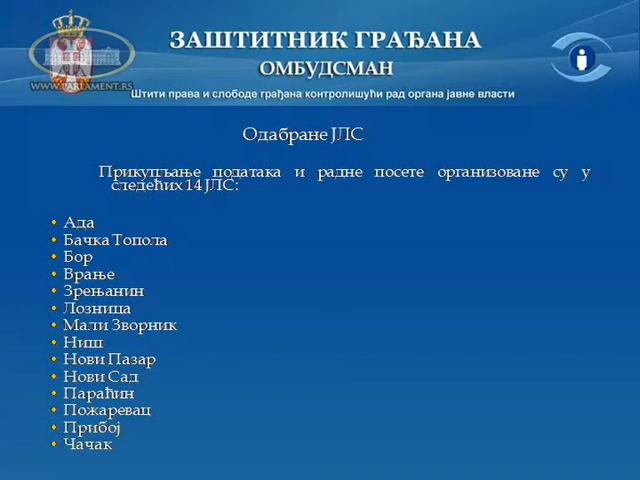 ЗАШТИТНИК ГРАЂАНА
ОМБУДСМАН
WWW.PARLAMENT.RS
Штити права и слободе грађана контролишући рад органа јавне власти
Одабране ЈЛС
Прикупљање података и радне посете организоване су у
следећих 14 ЈЛС:
• Ада
• Бачка Топола
• Бор
• Врање
• Зрењанин
• Лозница
• Мали Зворник
• Ниш
• Нови Пазар
• Нови Сад
• Параћин
• Пожаревац
• Прибој
• Чачак